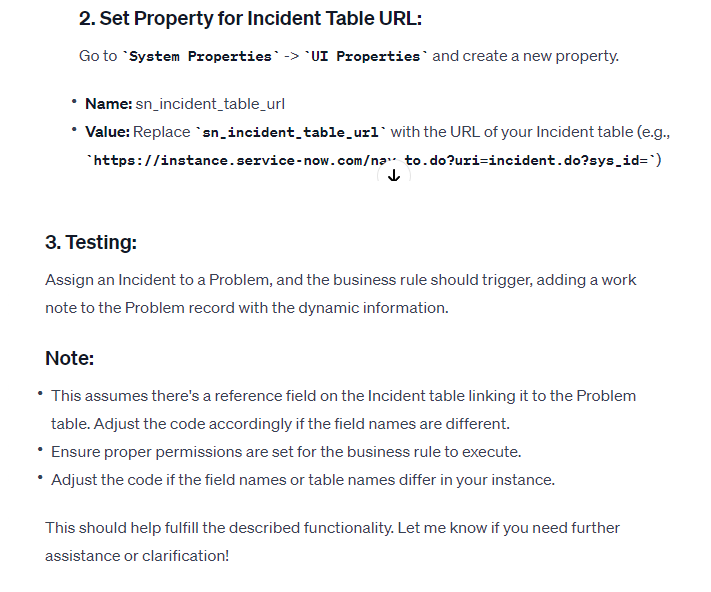 2. Set Property for Incident Table URL:
Go to `System Properties` -> `UI Properties` and create a new property.
• Name: sn_incident_table_url
• Value: Replace `sn_incident_table_url` with the URL of your Incident table (e.g.,
`https://instance.service-now.com/nav_to.do?uri=incident.do?sys_id=`)
3. Testing:
Assign an Incident to a Problem, and the business rule should trigger, adding a work
note to the Problem record with the dynamic information.
Note:
• This assumes there's a reference field on the Incident table linking it to the Problem
table. Adjust the code accordingly if the field names are different.
• Ensure proper permissions are set for the business rule to execute.
• Adjust the code if the field names or table names differ in your instance.
This should help fulfill the described functionality. Let me know if you need further
assistance or clarification!